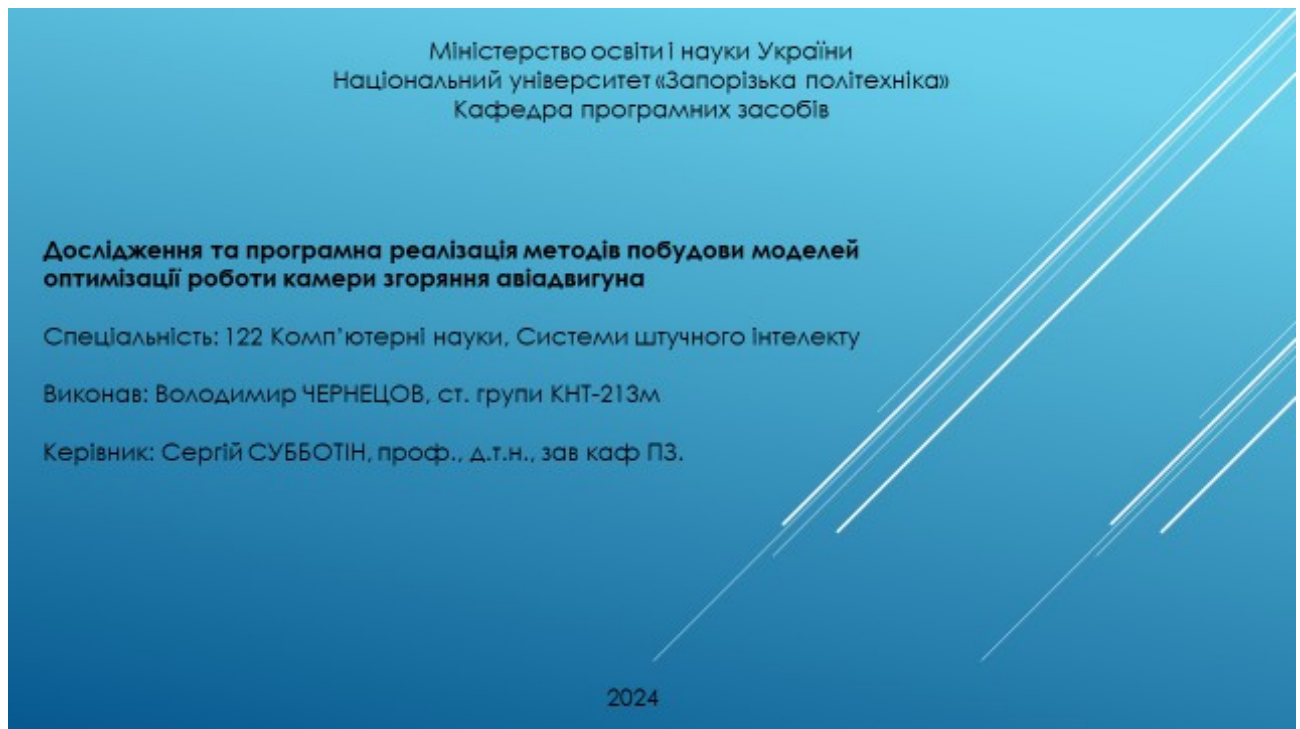 Міністерство освіти і науки України
Національний університет «Запорізька політехніка»
Кафедра програмних засобів
Дослідження та програмна реалізація методів побудови моделей
оптимізації роботи камери згоряння авіадвигуна
Спеціальність: 122 Комп’ютерні науки, Системи штучного інтелекту
Виконав: Володимир ЧЕРНЕЦОВ, ст. групи КНТ-213м
Керівник: Сергій СУББОТІН, проф., д.т.н., зав каф ПЗ.
2024